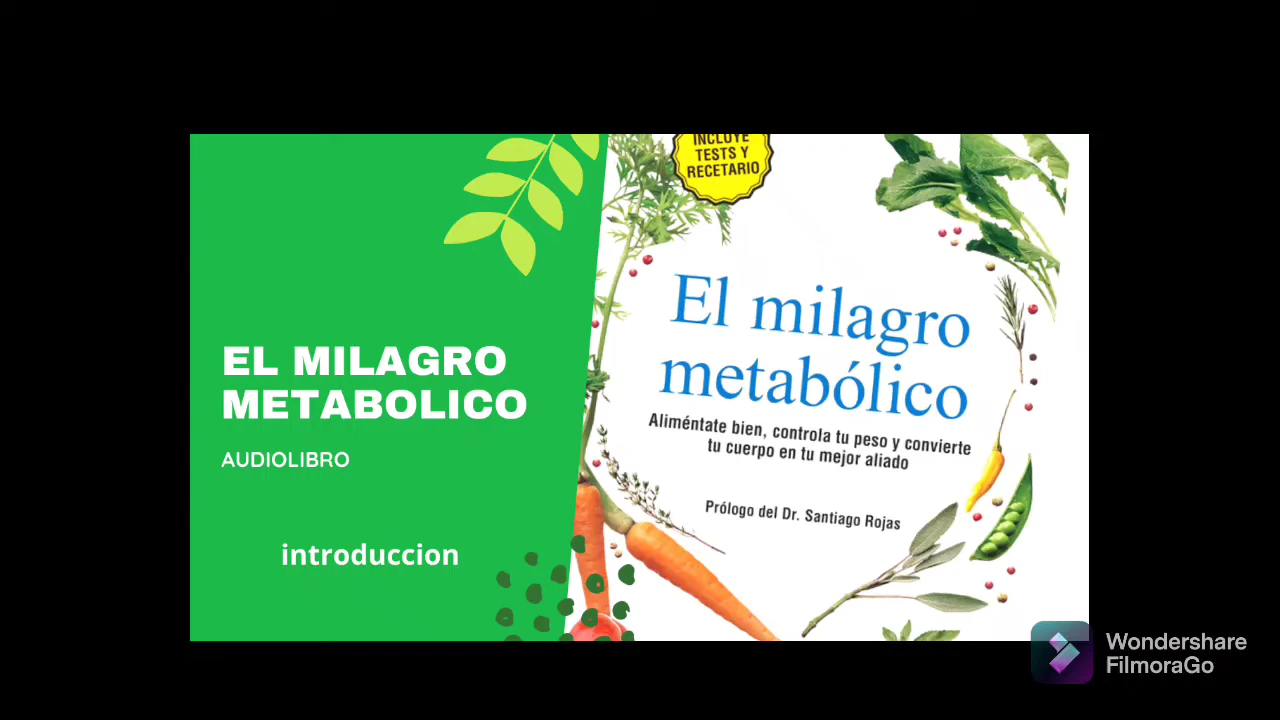 EL MILAGRO
METABOLICO
AUDIOLIBRO
introduccion
INCLUYE
TESTS Y
RECETARIO
El milagro
metabólico
Aliméntate bien, controla tu peso y convierte
tu cuerpo en tu mejor aliado
Prólogo del Dr. Santiago Rojas
Wondershare
FilmoraGo